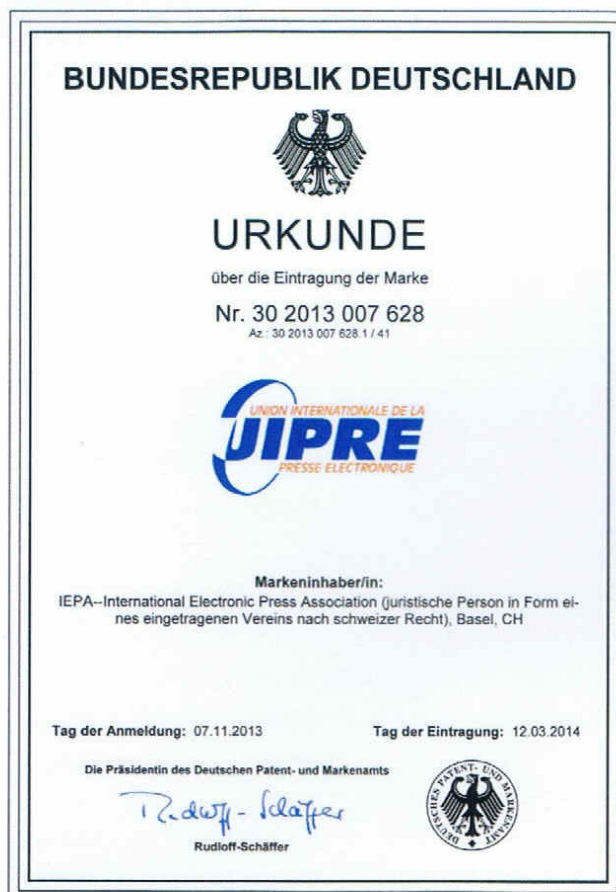 BUNDESREPUBLIK DEUTSCHLAND
URKUNDE
über die Eintragung der Marke
Nr. 30 2013 007 628
Az.: 30 2013 007 628.1 / 41
UNION INTERNATIONALE DE LA
UIPRE
PRESSE ELECTRONIQUE
Markeninhaber/in:
IEPA--International Electronic Press Association (juristische Person in Form ei-
nes eingetragenen Vereins nach schweizer Recht), Basel, CH
Tag der Anmeldung: 07.11.2013 Tag der Eintragung: 12.03.2014
Die Präsidentin des Deutschen Patent- und Markenamts
Rudloff-Schäffer
Rudloff-Schäffer
DEUTSCHES PATENT- UND MARKENAMT